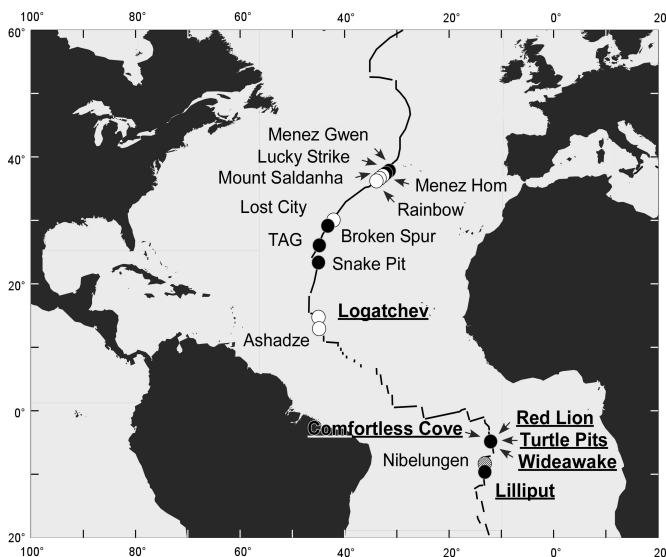 100° 80° 60° 40° 20° 0° 20
60°
Menez Gwen
Lucky Strike
40°
Mount Saldanha
Menez Hom
Rainbow
Lost City
Broken Spur
TAG
Snake Pit
20°
Logatchev
Ashadze
0°
Red Lion
Comfortless Cove
Turtle Pits
Wideawake
Nibelungen
Lilliput
20°
100° 80° 60° 40° 20° 0° 20